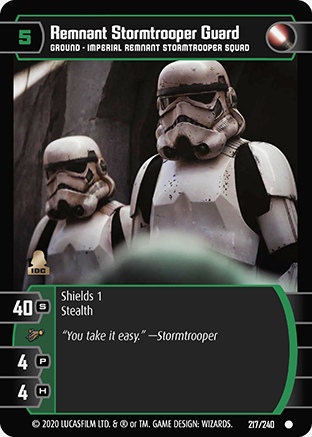 5 Remnant Stormtrooper Guard
GROUND - IMPERIAL REMNANT STORMTROOPER SQUAD
IDC
40 S
Shields 1
Stealth
“You take it easy.” —Stormtrooper
4 P
4 H
© 2020 LUCASFILM LTD. & ® or TM. GAME DESIGN: WIZARDS. 217/240